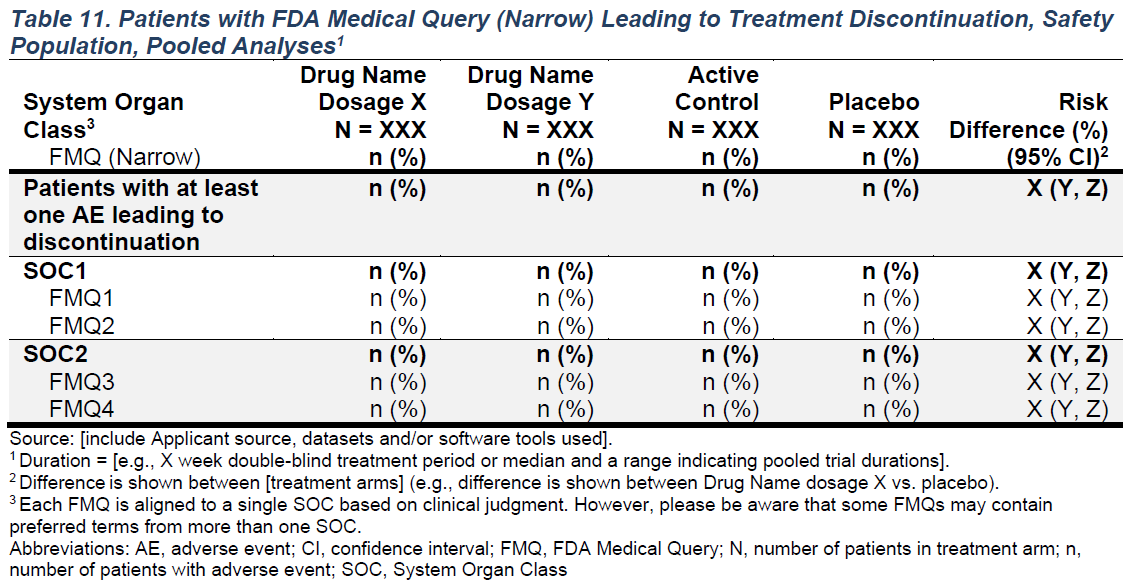 Table 11. Patients with FDA Medical Query (Narrow) Leading to Treatment Discontinuation, Safety
Population, Pooled Analyses1
System Organ Class3 FMQ (Narrow) | Drug Name Dosage X N = XXX n (%) | Drug Name Dosage Y N = XXX n (%) | Active Control N = XXX n (%) | Placebo N = XXX n (%) | Risk Difference (%) (95% CI)2
Patients with at least one AE leading to discontinuation | n (%) | n (%) | n (%) | n (%) | X (Y, Z)
SOC1 | n (%) | n (%) | n (%) | n (%) | X (Y, Z)
FMQ1 | n (%) | n (%) | n (%) | n (%) | X (Y, Z)
FMQ2 | n (%) | n (%) | n (%) | n (%) | X (Y, Z)
SOC2 | n (%) | n (%) | n (%) | n (%) | X (Y, Z)
FMQ3 | n (%) | n (%) | n (%) | n (%) | X (Y, Z)
FMQ4 | n (%) | n (%) | n (%) | n (%) | X (Y, Z)
Source: [include Applicant source, datasets and/or software tools used].
1 Duration = [e.g., X week double-blind treatment period or median and a range indicating pooled trial durations].
2 Difference is shown between [treatment arms] (e.g., difference is shown between Drug Name dosage X vs. placebo).
3 Each FMQ is aligned to a single SOC based on clinical judgment. However, please be aware that some FMQs may contain
preferred terms from more than one SOC.
Abbreviations: AE, adverse event; CI, confidence interval; FMQ, FDA Medical Query; N, number of patients in treatment arm; n,
number of patients with adverse event; SOC, System Organ Class